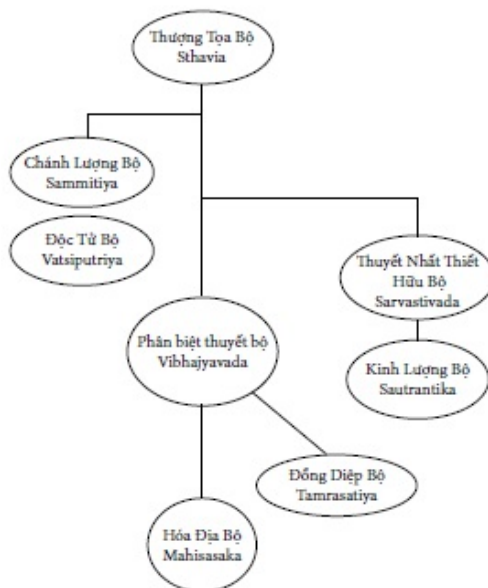 Thượng Tọa Bộ
Sthavia
Chánh Lượng Bộ
Sammitiya
Độc Tử Bộ
Vatsiputriya
Thuyết Nhất Thiết
Hữu Bộ
Sarvastivada
Phân biệt thuyết bộ
Vibhajyavada
Kinh Lượng Bộ
Sautrantika
Đồng Diệp Bộ
Tamrasatiya
Hóa Địa Bộ
Mahisasaka